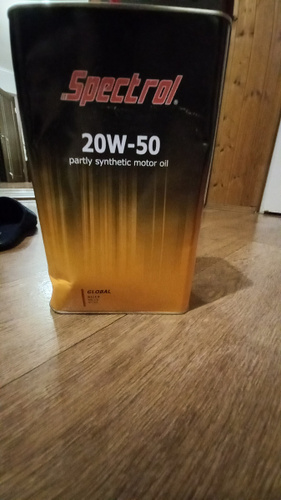 Spectrol
20W-50
partly synthetic motor oil
GLOBAL